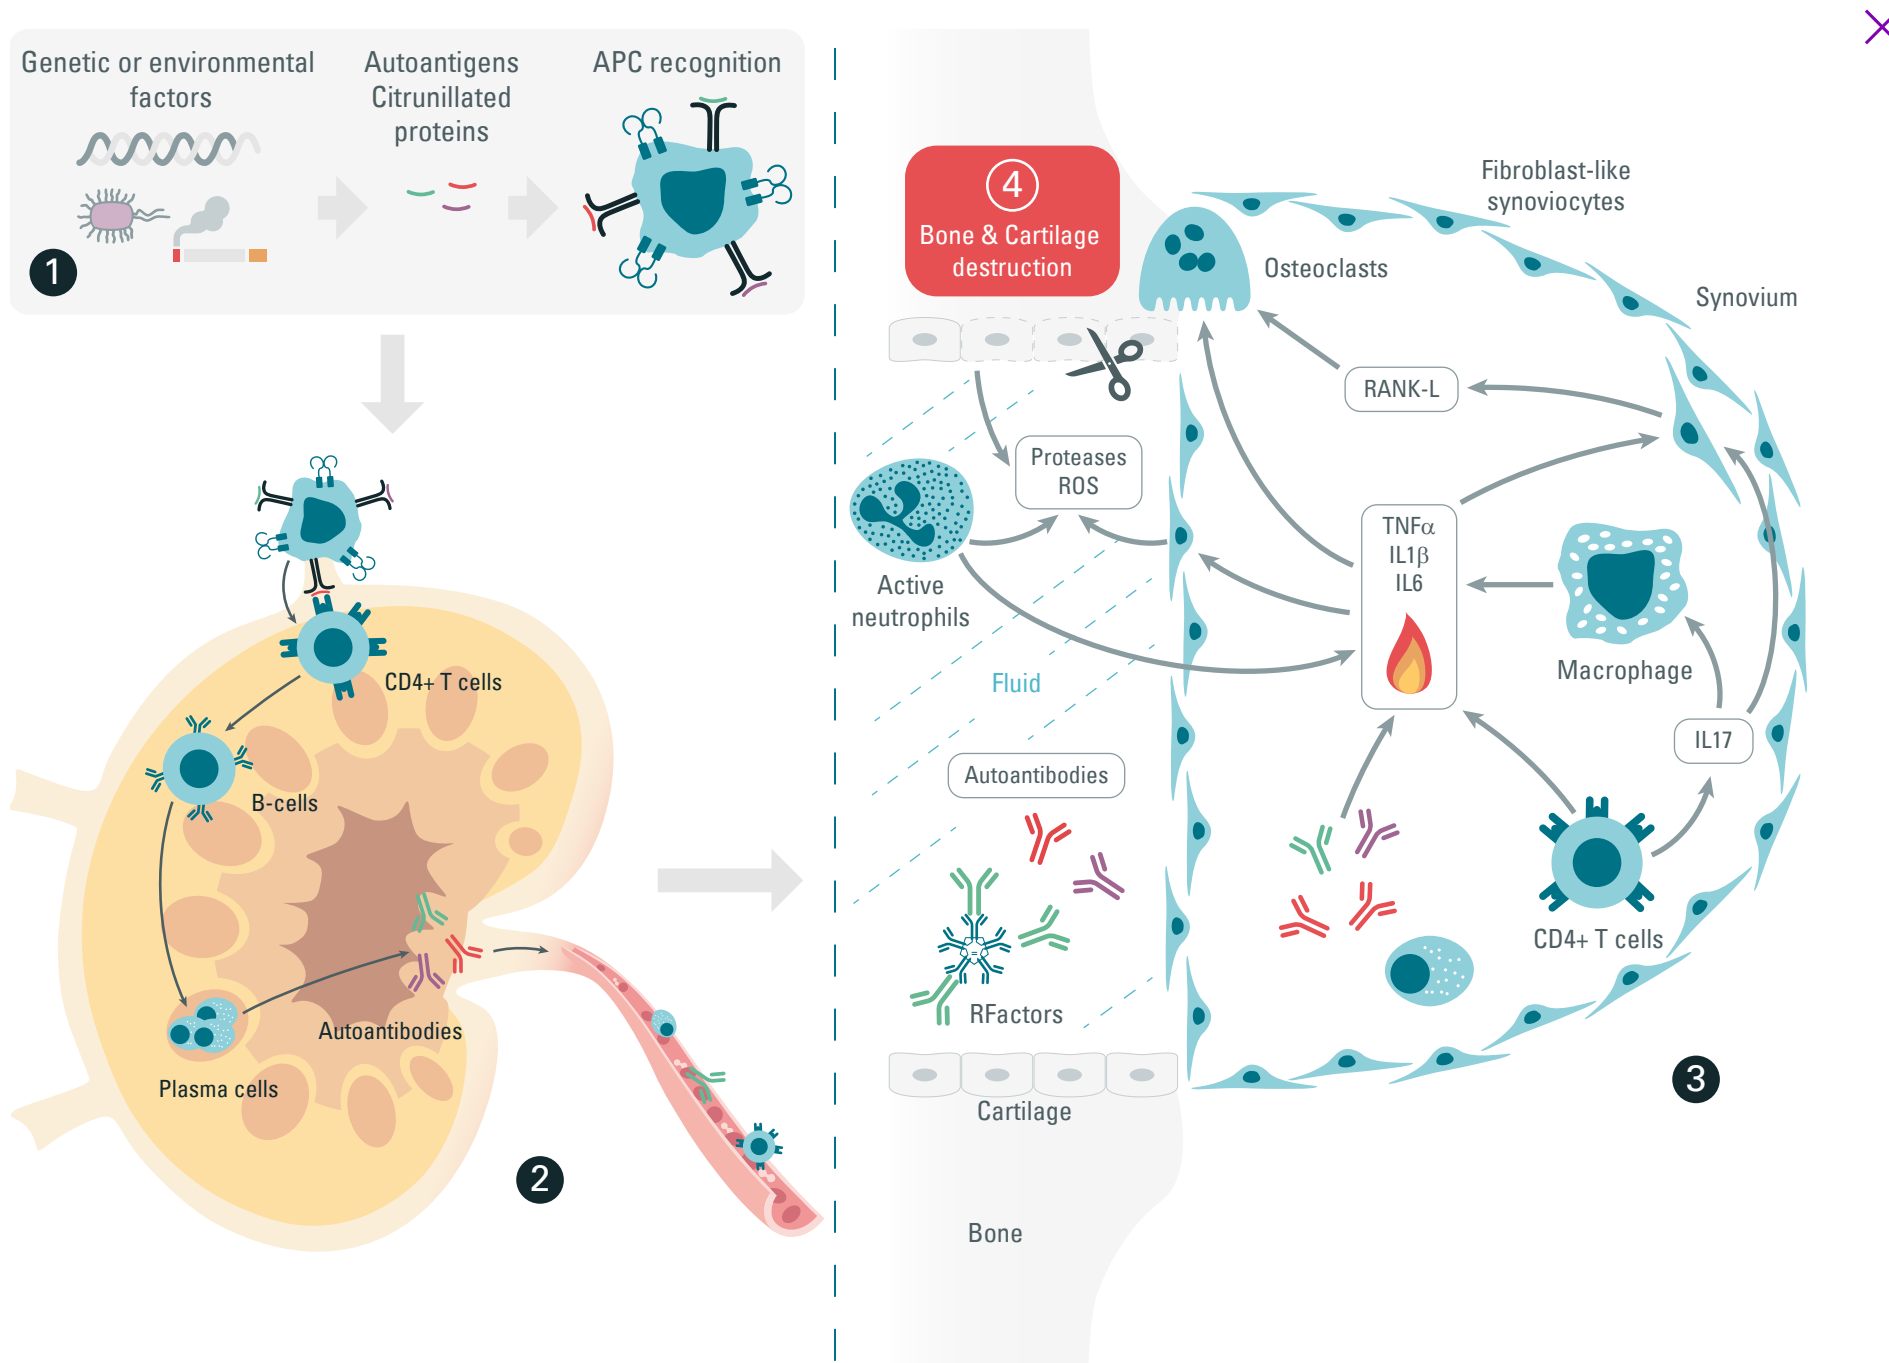 Genetic or environmental
factors
Autoantigens
Citrunillated
proteins
APC recognition
1
CD4+ T cells
B-cells
Autoantibodies
Plasma cells
2
4
Bone & Cartilage
destruction
Fibroblast-like
synoviocytes
Osteoclasts
Synovium
RANK-L
Proteases
ROS
TNFα
IL1β
IL6
Active
neutrophils
Macrophage
Fluid
IL17
Autoantibodies
CD4+ T cells
RFactors
3
Cartilage
Bone